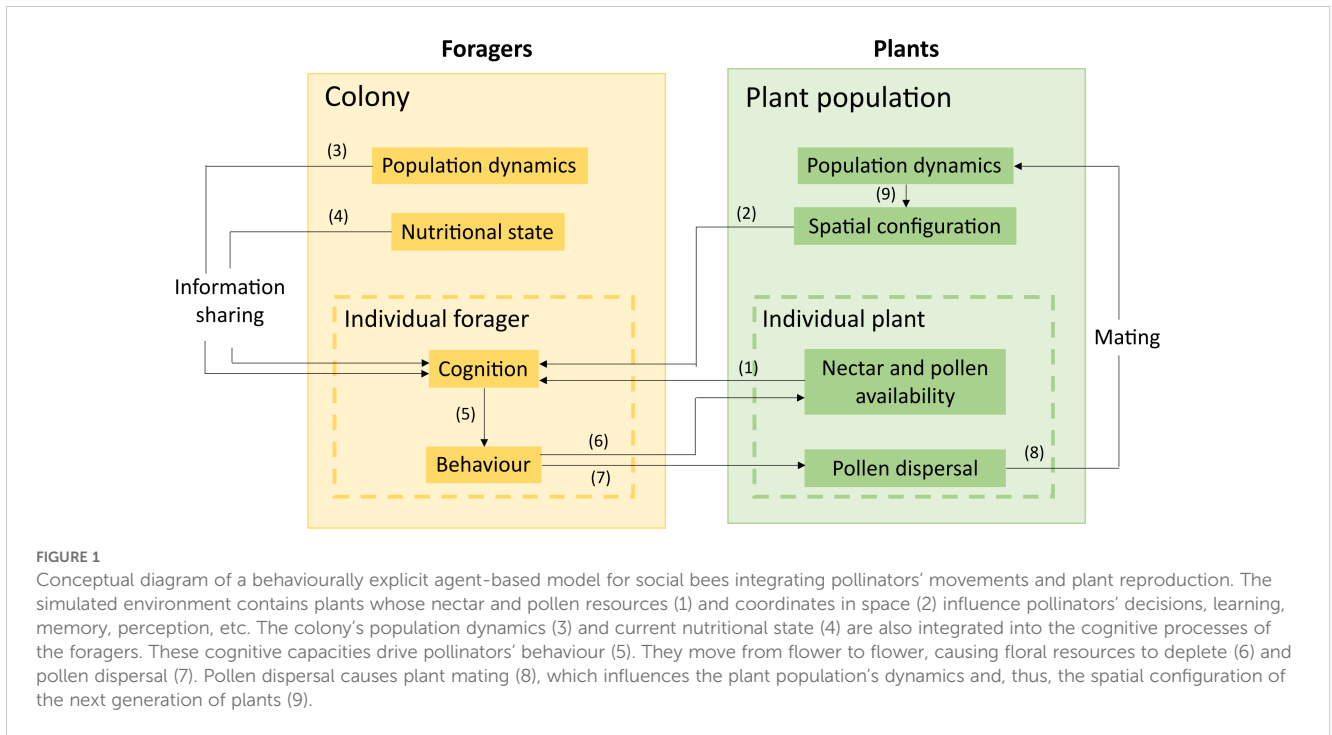 Foragers
Plants
Colony
Plant population
(3)
Population dynamics
Population dynamics
(9)
(4)
(2)
Nutritional state
Spatial configuration
Information
sharing
Individual forager
Individual plant
Mating
Cognition
(1)
Nectar and pollen
availability
(5)
(6)
Behaviour
(7)
Pollen dispersal
(8)
FIGURE 1
Conceptual diagram of a behaviourally explicit agent-based model for social bees integrating pollinators' movements and plant reproduction. The
simulated environment contains plants whose nectar and pollen resources (1) and coordinates in space (2) influence pollinators' decisions, learning,
memory, perception, etc. The colony's population dynamics (3) and current nutritional state (4) are also integrated into the cognitive processes of
the foragers. These cognitive capacities drive pollinators' behaviour (5). They move from flower to flower, causing floral resources to deplete (6) and
pollen dispersal (7). Pollen dispersal causes plant mating (8), which influences the plant population's dynamics and, thus, the spatial configuration of
the next generation of plants (9).